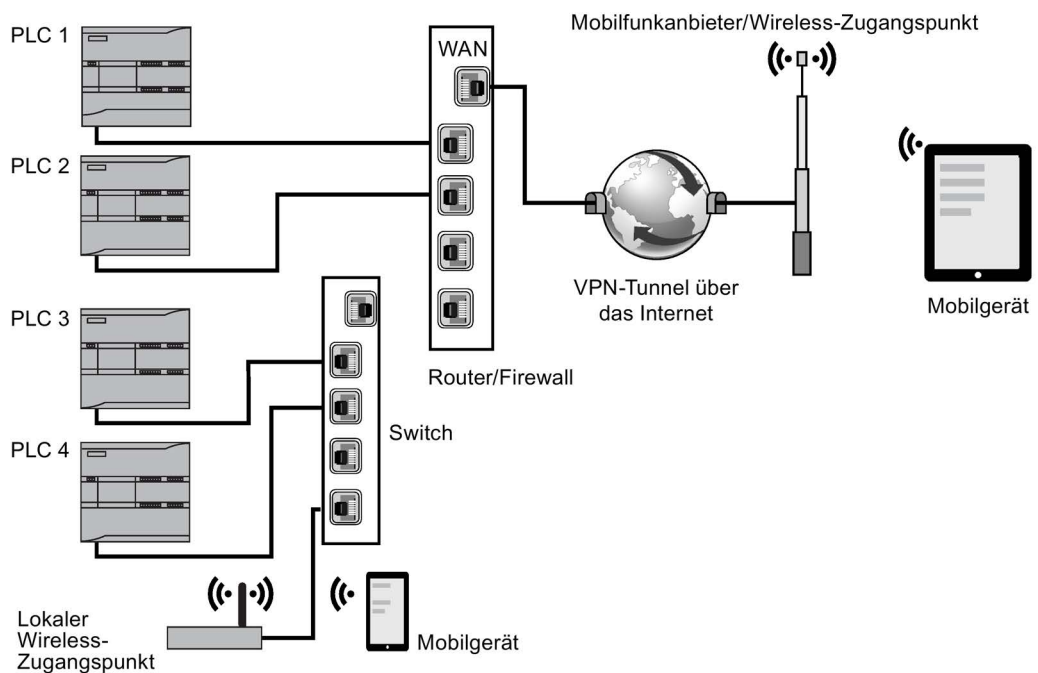 Mobilfunkanbieter/Wireless-Zugangspunkt
PLC 1
WAN
PLC 2
VPN-Tunnel über
das Internet
Mobilgerät
PLC 3
Router/Firewall
Switch
PLC 4
Lokaler
Wireless-
Zugangspunkt
Mobilgerät